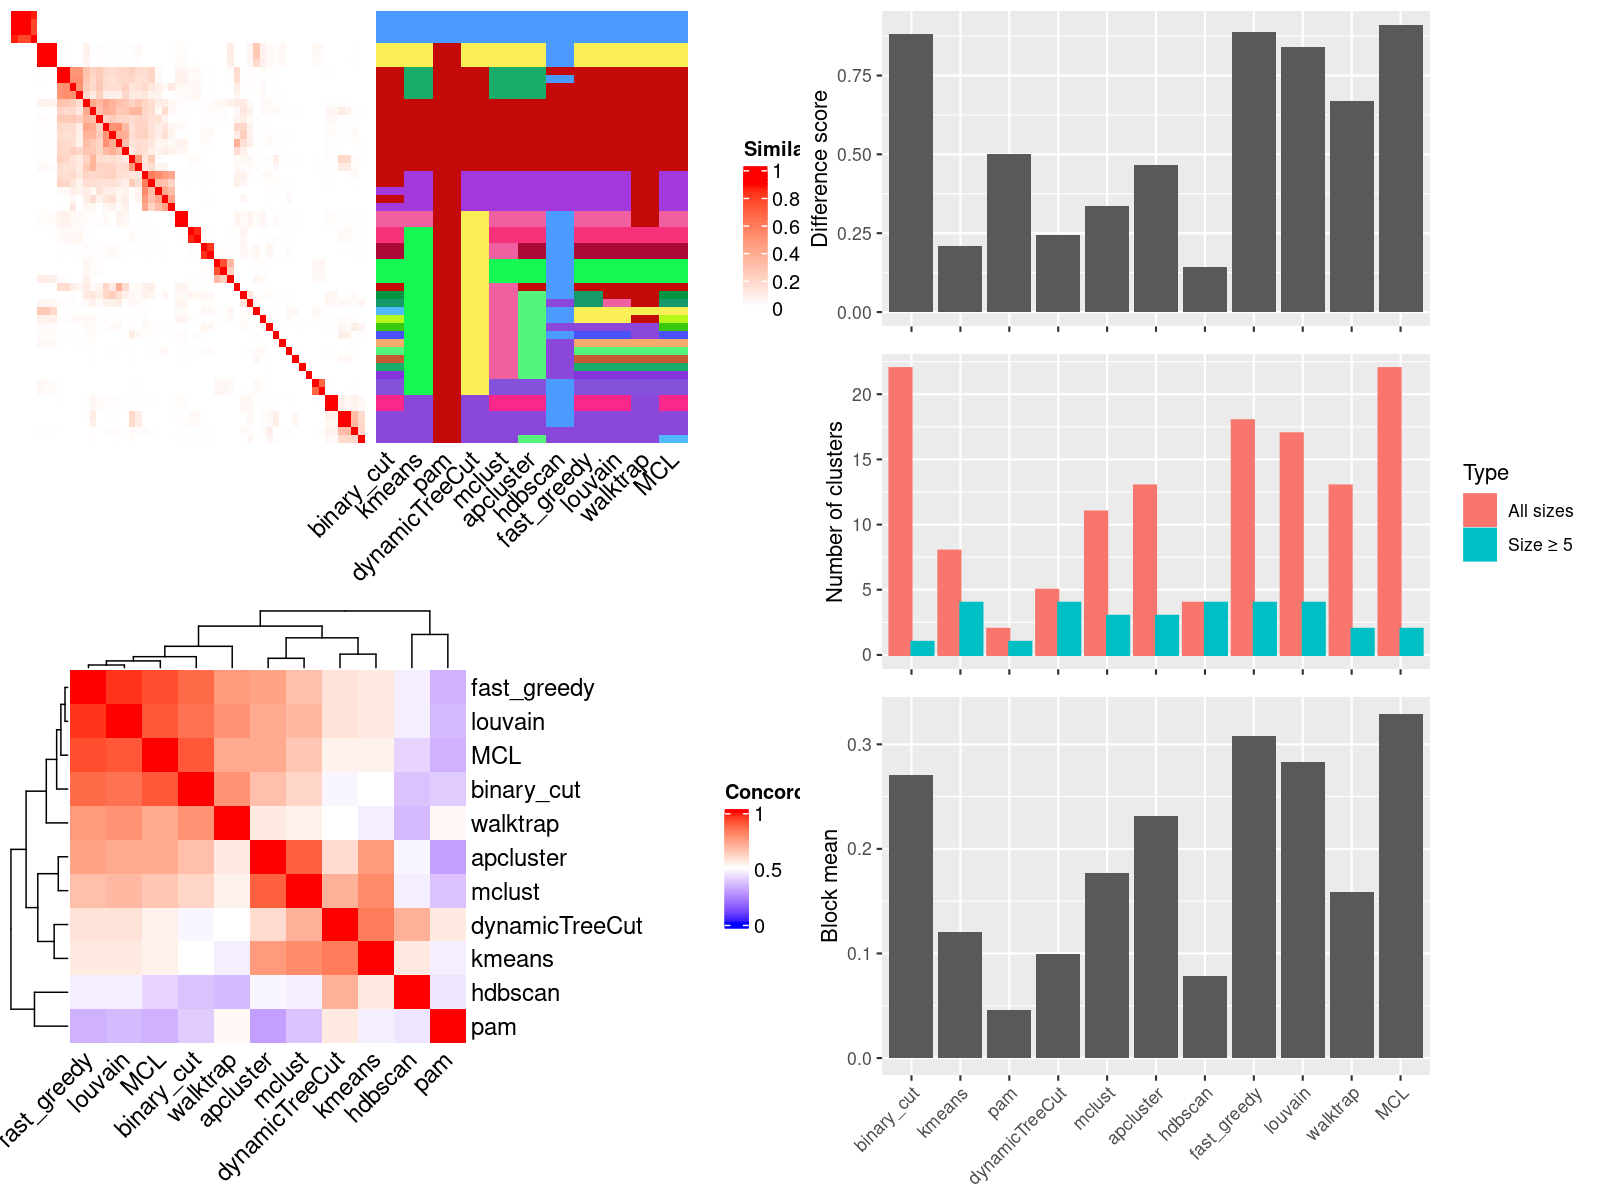 Simila
1
0.8
0.6
0.4
0.2
0
binary_cut
kmeans
pam
dynamicTreeCut
mclust
apcluster
hdbscan
fast_greedy
louvain
walktrap
MCL
fast_greedy
louvain
MCL
binary_cut
walktrap
apcluster
mclust
dynamicTreeCut
kmeans
hdbscan
pam
fast_greedy
louvain
MCL
binary_cut
walktrap
apcluster
mclust
dynamicTreeCut
kmeans
hdbscan
pam
Concord
1
0.5
0
Difference score
0.75
0.50
0.25
0.00
Number of clusters
20
15
10
5
0
Type
All sizes
Size ≥ 5
Block mean
0.3
0.2
0.1
0.0
binary_cut
kmeans
pam
dynamicTreeCut
mclust
apcluster
hdbscan
fast_greedy
louvain
walktrap
MCL